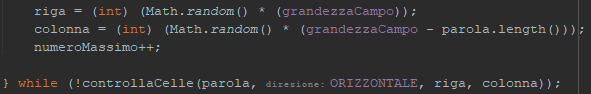 riga = (int) (Math.random() * (grandezzaCampo));
colonna = (int) (Math.random() * (grandezzaCampo - parola.length()));
numeroMassimo++;
} while (!controllaCelle(parola, direzione: ORIZZONTALE, riga, colonna));